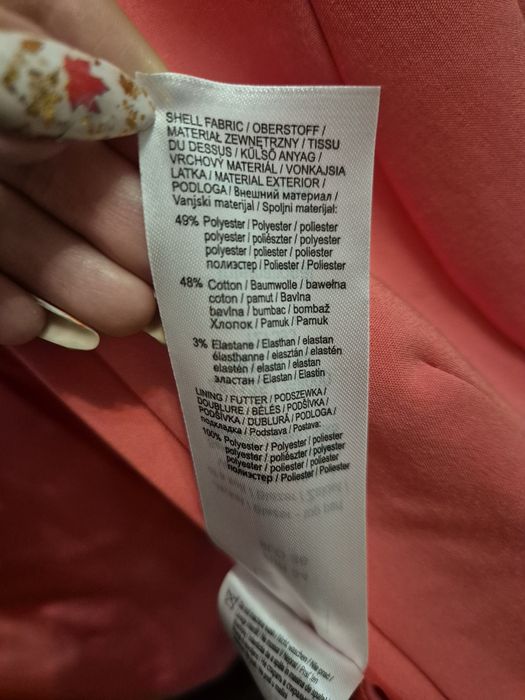 SHELL FABRIC / OBERSTOFF /
MATERIAŁ ZEWNĘTRZNY / TISSU
DU DESSUS / KÜLSŐ ANYAG /
VRCHOVÝ MATERIÁL / VONKAJSIA
LATKA / MATERIAL EXTERIOR /
PODLOGA / Внешний материал /
Vanjski materijal / Spoljni materijal:
49% Polyester / Polyester / poliester
polyester / poliészter / polyester
polyester / poliester / poliester
полиэстер / Poliester / Poliester
48% Cotton / Baumwolle / bawełna
coton / pamut / Bavlna
bavlna / bumbac / bombaž
Хлопок / Pamuk / Pamuk
3% Elastane / Elasthan / elastan
élasthanne / elasztán / elastén
elastén / elastan / elastan
эластан / Elastan / Elastin
LINING / FUTTER / PODSZEWKA /
DOUBLURE / BÉLÉS / PODŠÍVKA /
PODŠÍVKA / DUBLURĂ / PODLOGA /
подкладка / Podstava / Postava:
100% Polyester / Polyester / poliester
polyester / poliészter / polyester
polyester / poliester / poliester
полиэстер / Poliester / Poliester